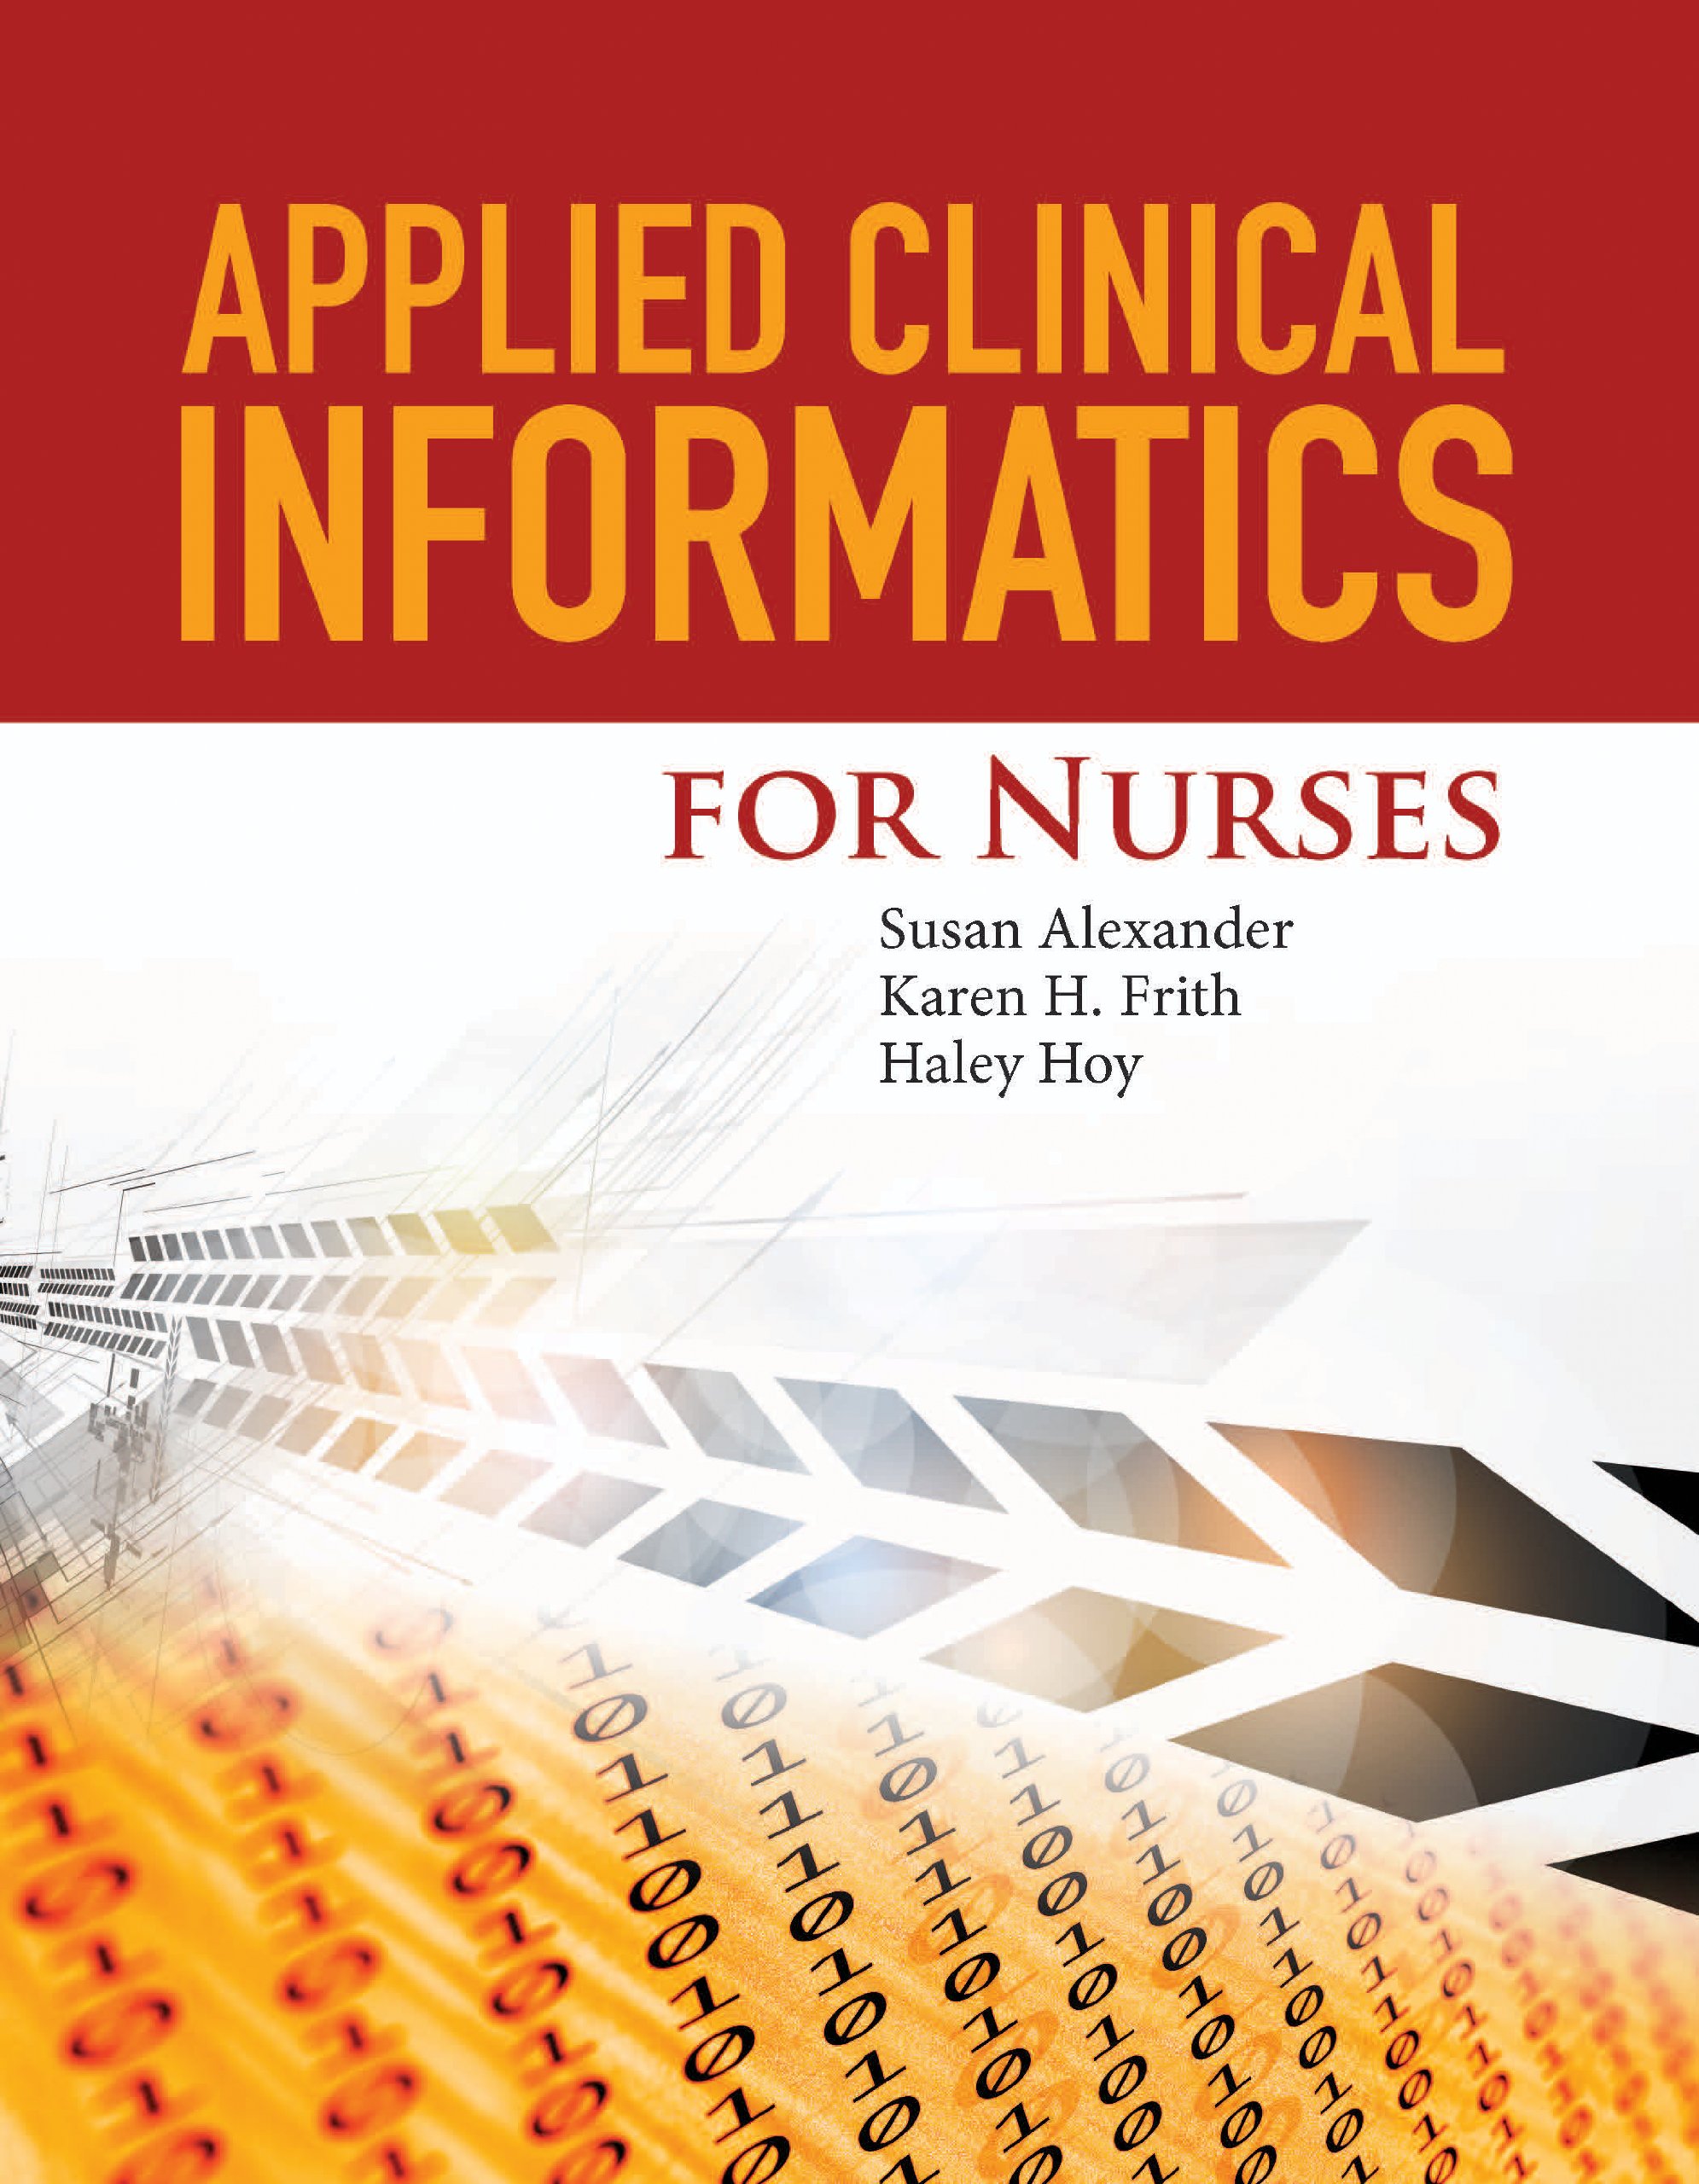 APPLIED CLINICAL
INFORMATICS
FOR NURSES
Susan Alexander
Karen H. Frith
Haley Hoy